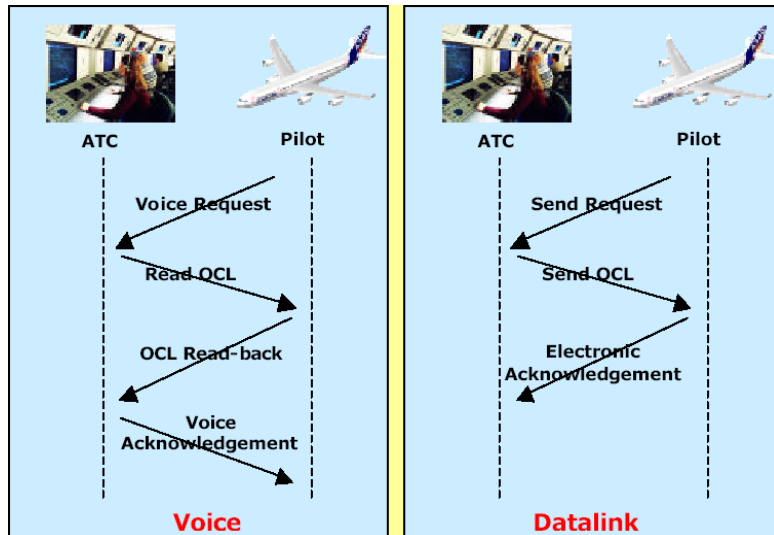 ATC
Pilot
Voice Request
Read OCL
OCL Read-back
Voice
Acknowledgement
Voice
ATC
Pilot
Send Request
Send OCL
Electronic
Acknowledgement
Datalink